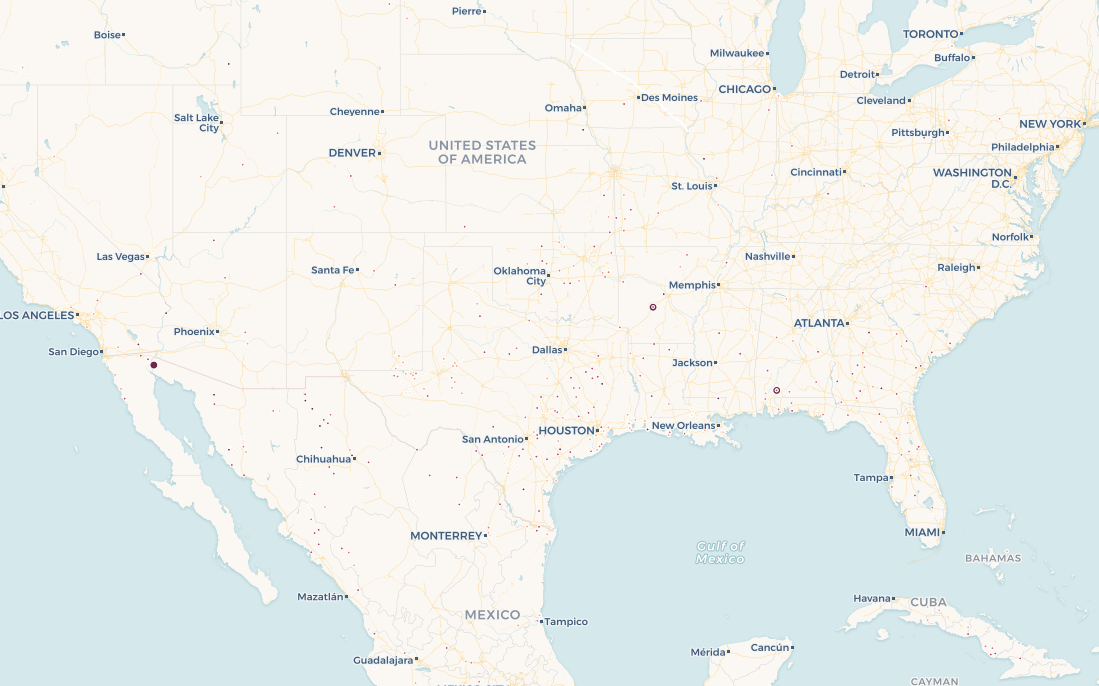 Pierre
Boise
TORONTO
Milwaukee
Buffalo
Detroit
CHICAGO
Des Moines
Cleveland
Omaha
Cheyenne
Salt Lake
City
NEW YORK
Pittsburgh
UNITED STATES
OF AMERICA
Philadelphia
DENVER
Cincinnati
WASHINGTON
D.C.
St. Louis
Norfolk
Las Vegas
Nashville
Santa Fe
Oklahoma
City
Raleigh
Memphis
LOS ANGELES
ATLANTA
Phoenix
San Diego
Dallas
Jackson
New Orleans
HOUSTON
San Antonio
Chihuahua
Tampa
MIAMI
MONTERREY
Gulf of
Mexico
BAHAMAS
Mazatlán
Havana
CUBA
MEXICO
Tampico
Mérida
Cancún
Guadalajara
CAYMAN